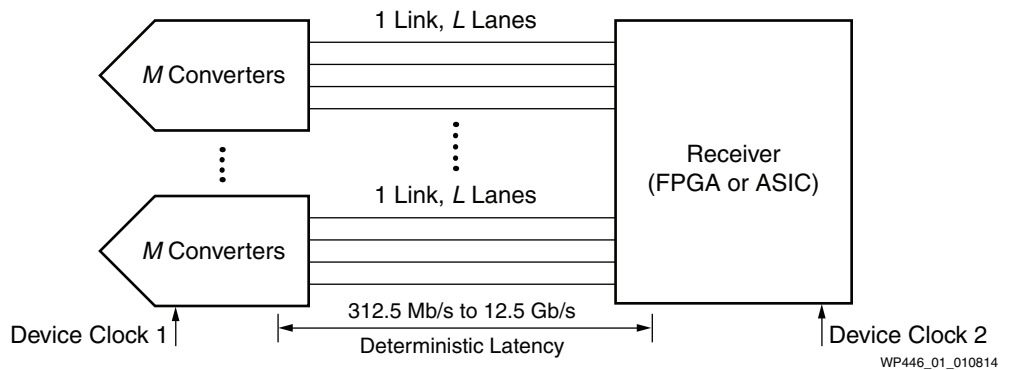 1 Link, L Lanes
M Converters
Receiver
(FPGA or ASIC)
1 Link, L Lanes
M Converters
312.5 Mb/s to 12.5 Gb/s
Device Clock 1
Deterministic Latency
Device Clock 2
WP446_01_010814